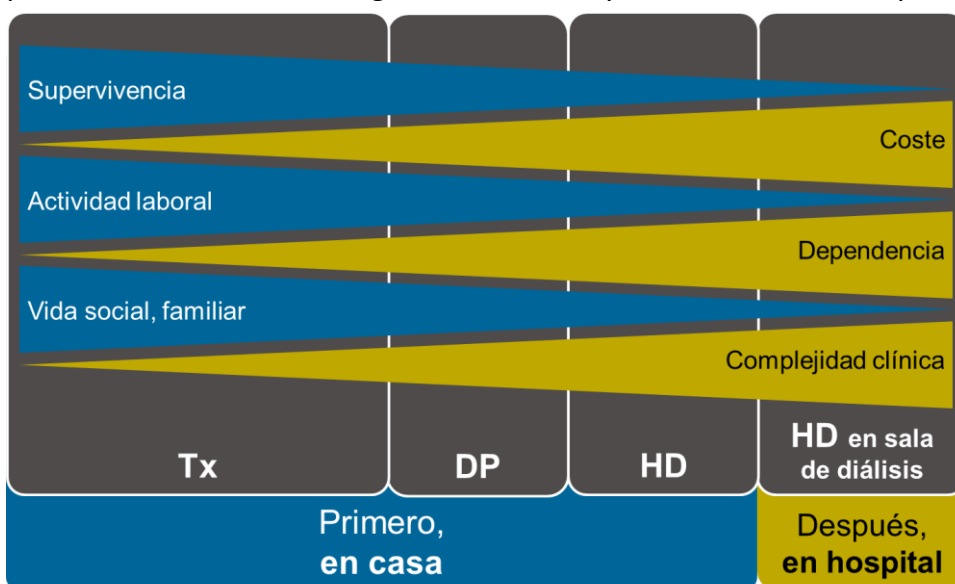 Supervivencia
Coste
Actividad laboral
Dependencia
Vida social, familiar
Complejidad clínica
Tx
DP
HD
HD en sala
de diálisis
Primero,
en casa
Después,
en hospital